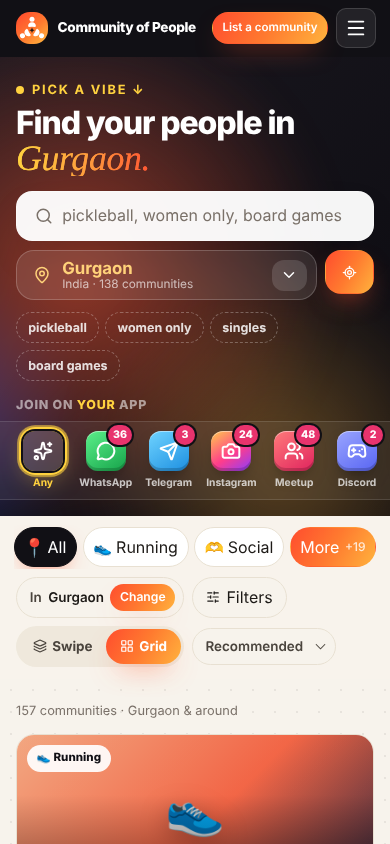 Community of People
List a community
PICK A VIBE ↓
Find your people in
Gurgaon.
pickleball, women only, board games
Gurgaon
India · 138 communities
pickleball
women only
singles
board games
JOIN ON YOUR APP
36
3
24
48
2
Any
WhatsApp
Telegram
Instagram
Meetup
Discord
All
Running
Social
More +19
In Gurgaon Change
Filters
Swipe
Grid
Recommended
157 communities · Gurgaon & around
Running